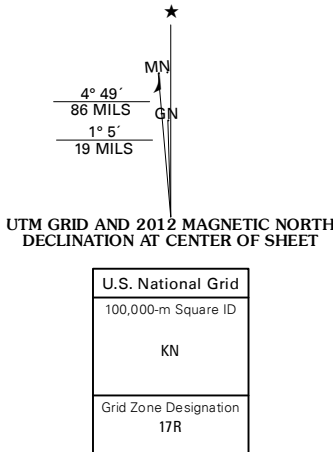 ★
MN
4° 49´
86 MILS
GN
1° 5´
19 MILS
UTM GRID AND 2012 MAGNETIC NORTH
DECLINATION AT CENTER OF SHEET
U.S. National Grid
100,000-m Square ID
KN
Grid Zone Designation
17R